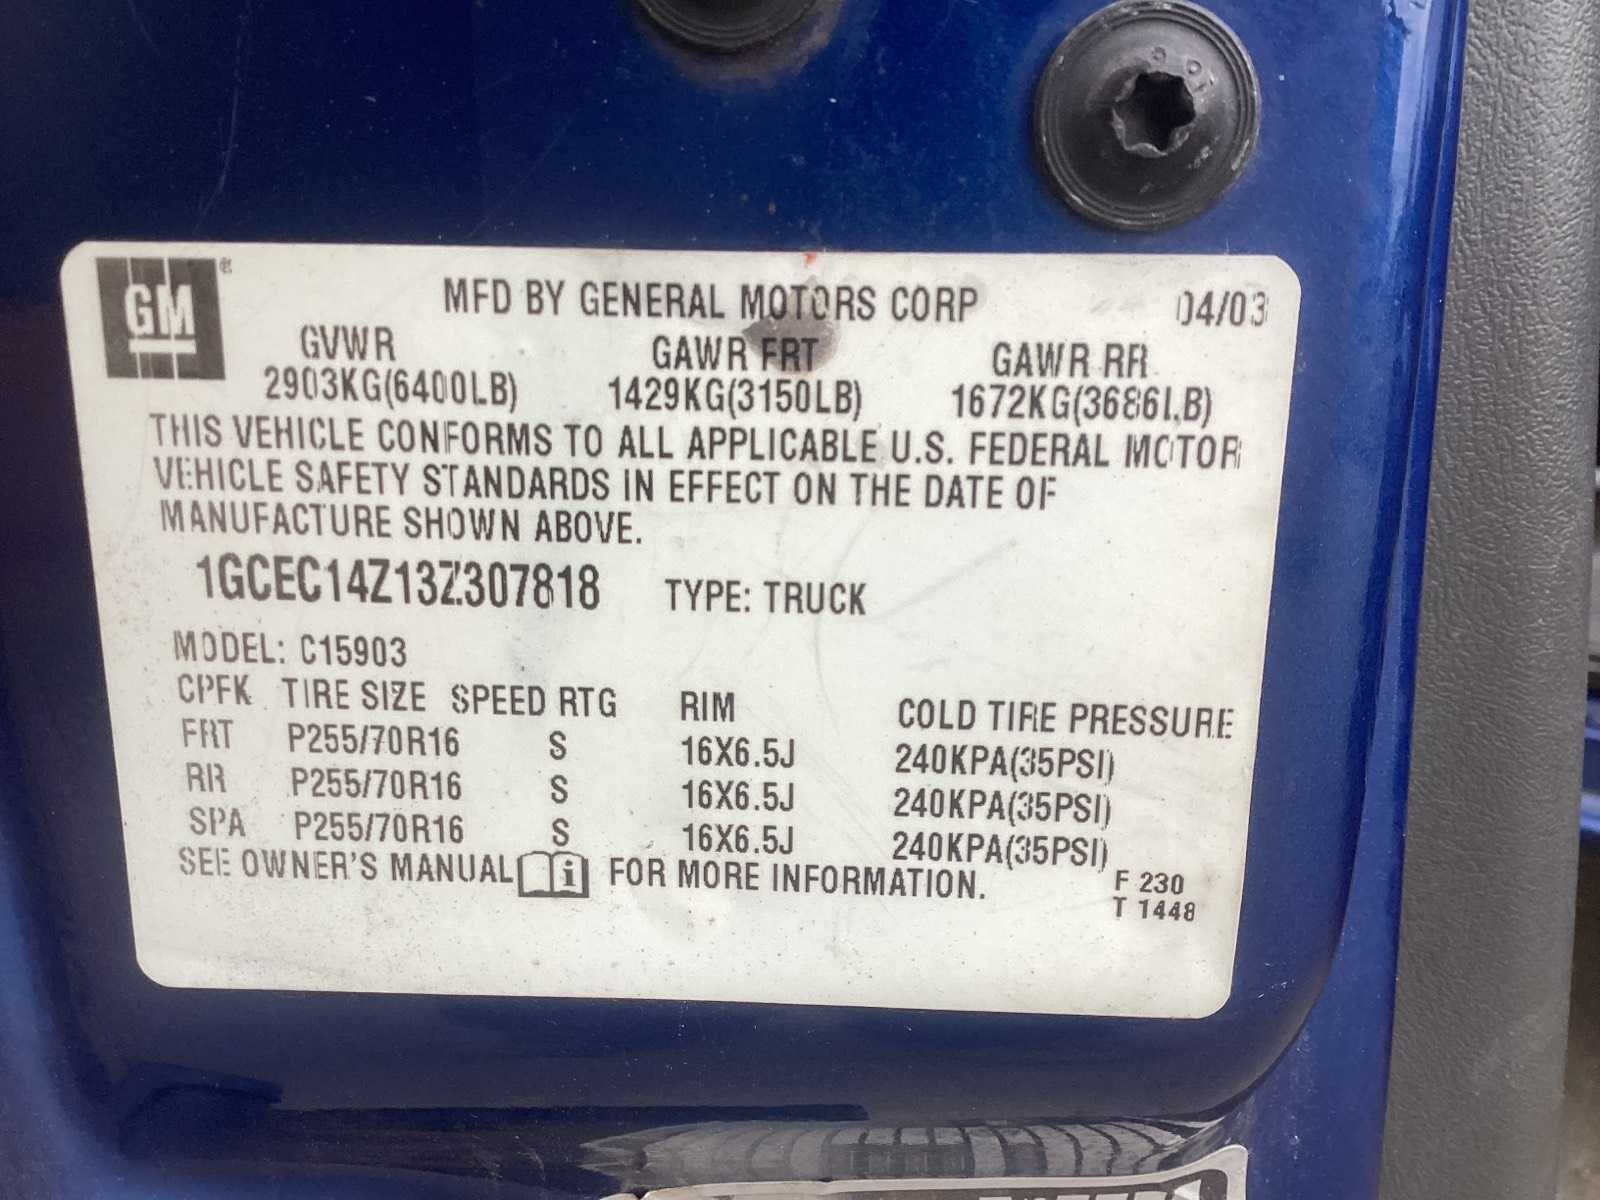 GM
MFD BY GENERAL MOTORS CORP 04/03
GVWR GAWR FRT GAWR RR
2903KG(6400LB) 1429KG(3150LB) 1672KG(3686LB)
THIS VEHICLE CONFORMS TO ALL APPLICABLE U.S. FEDERAL MOTOR
VEHICLE SAFETY STANDARDS IN EFFECT ON THE DATE OF
MANUFACTURE SHOWN ABOVE.
1GCEC14Z13Z307818 TYPE: TRUCK
MODEL: C15903
CPFK TIRE SIZE SPEED RTG RIM COLD TIRE PRESSURE
FRT P255/70R16 S 16X6.5J 240KPA(35PSI)
RR P255/70R16 S 16X6.5J 240KPA(35PSI)
SPA P255/70R16 S 16X6.5J 240KPA(35PSI)
SEE OWNER'S MANUAL i FOR MORE INFORMATION.
F 230
T 1448